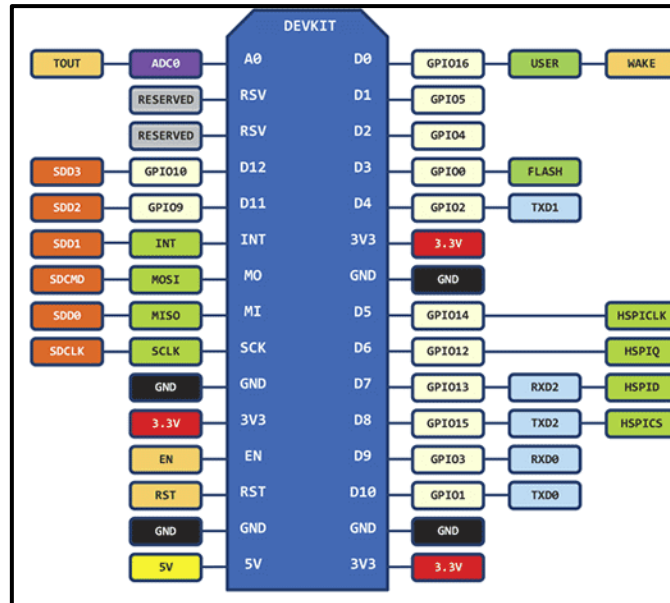 DEVKIT
TOUT ADC0 A0 D0 GPIO16 USER WAKE
RESERVED RSV D1 GPIO5
RESERVED RSV D2 GPIO4
SDD3 GPIO10 D12 D3 GPIO0 FLASH
SDD2 GPIO9 D11 D4 GPIO2 TXD1
SDD1 INT INT 3V3 3.3V
SDCMD MOSI MO GND GND
SDD0 MISO MI D5 GPIO14 HSPICLK
SDCLK SCLK SCK D6 GPIO12 HSPIQ
GND GND D7 GPIO13 RXD2 HSPID
3.3V 3V3 D8 GPIO15 TXD2 HSPICS
EN EN D9 GPIO3 RXD0
RST RST D10 GPIO1 TXD0
GND GND GND GND
5V 5V 3V3 3.3V